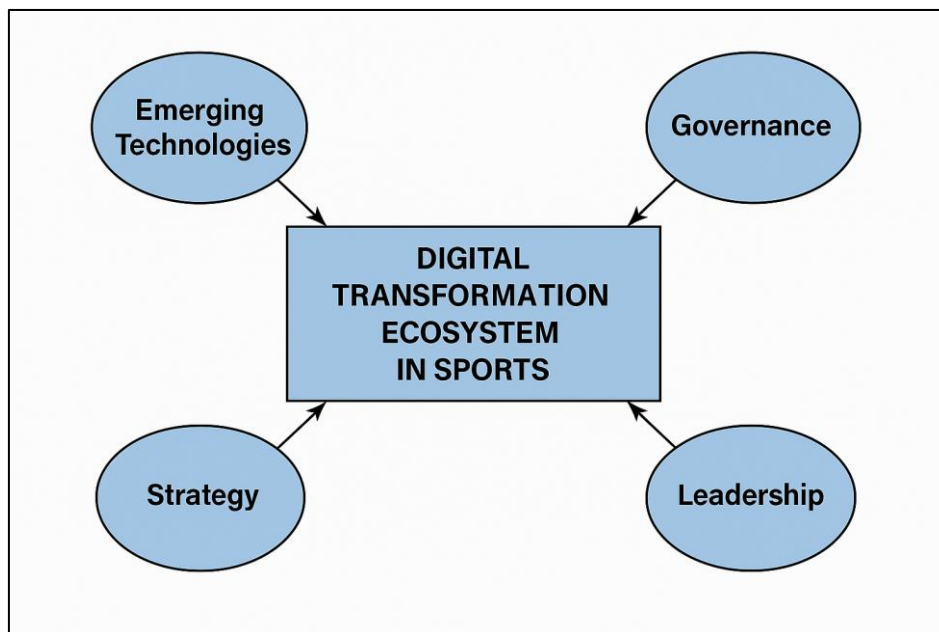 Emerging
Technologies
Governance
DIGITAL
TRANSFORMATION
ECOSYSTEM
IN SPORTS
Strategy
Leadership